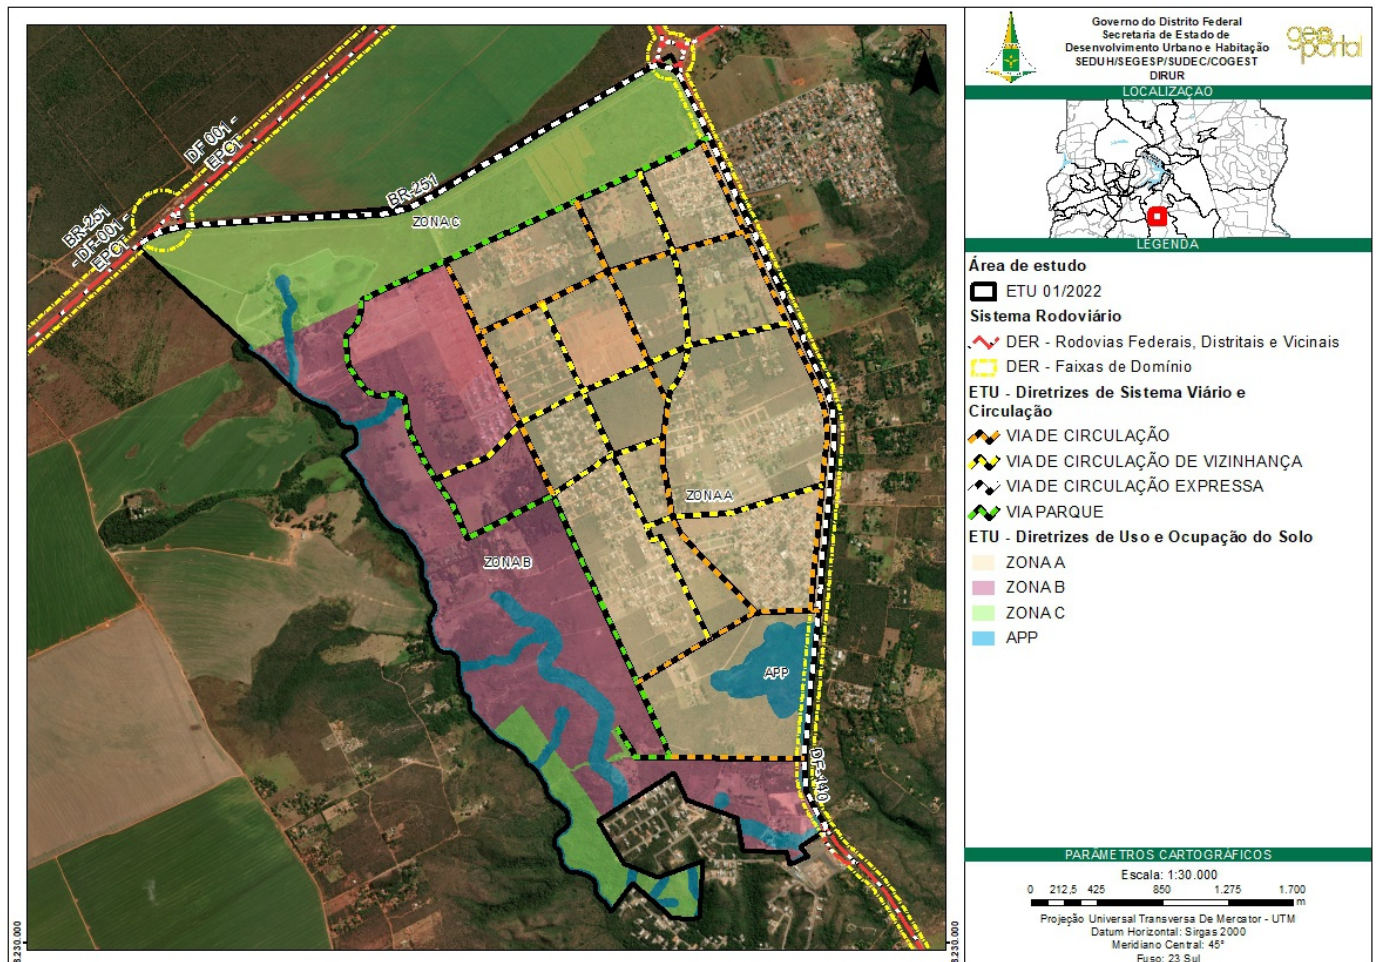 DF 001 -
EPCT
BR-251
BR-251
- DF-001 -
EPCT
ZONA C
ZONA A
ZONA B
APP
DF-140
8.230.000
8.230.000
Governo do Distrito Federal
Secretaria de Estado de
Desenvolvimento Urbano e Habitação
SEDUH/SEGESP/SUDEC/COGEST
DIRUR
geo
portal
LOCALIZAÇÃO
LEGENDA
Área de estudo
ETU 01/2022
Sistema Rodoviário
DER - Rodovias Federais, Distritais e Vicinais
DER - Faixas de Domínio
ETU - Diretrizes de Sistema Viário e
Circulação
VIA DE CIRCULAÇÃO
VIA DE CIRCULAÇÃO DE VIZINHANÇA
VIA DE CIRCULAÇÃO EXPRESSA
VIA PARQUE
ETU - Diretrizes de Uso e Ocupação do Solo
ZONA A
ZONA B
ZONA C
APP
PARÂMETROS CARTOGRÁFICOS
Escala: 1:30.000
0 212,5 425 850 1.275 1.700
m
Projeção Universal Transversa De Mercator - UTM
Datum Horizontal: Sirgas 2000
Meridiano Central: 45°
Fuso: 23 Sul